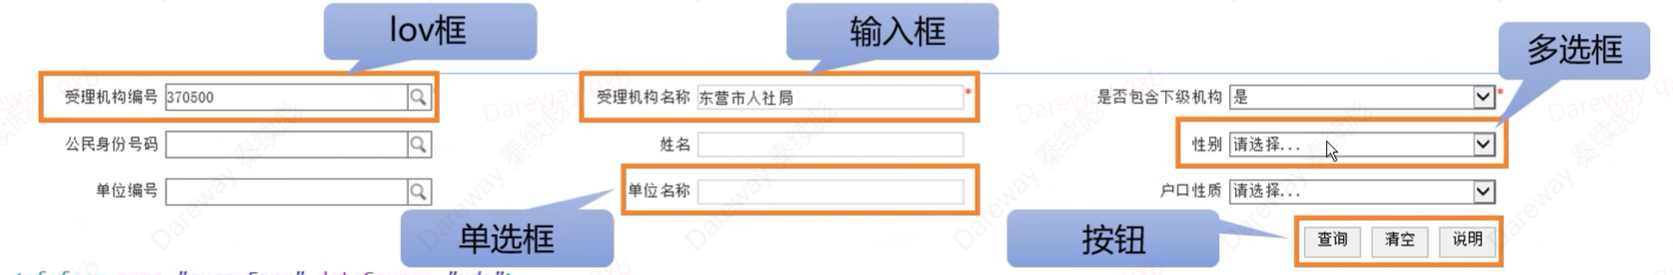 lov框
输入框
多选框
受理机构编号 370500
受理机构名称 东营市人社局 *
是否包含下级机构 是 *
公民身份号码
姓名
性别 请选择...
单位编号
单位名称
户口性质 请选择...
单选框
按钮
查询 清空 说明